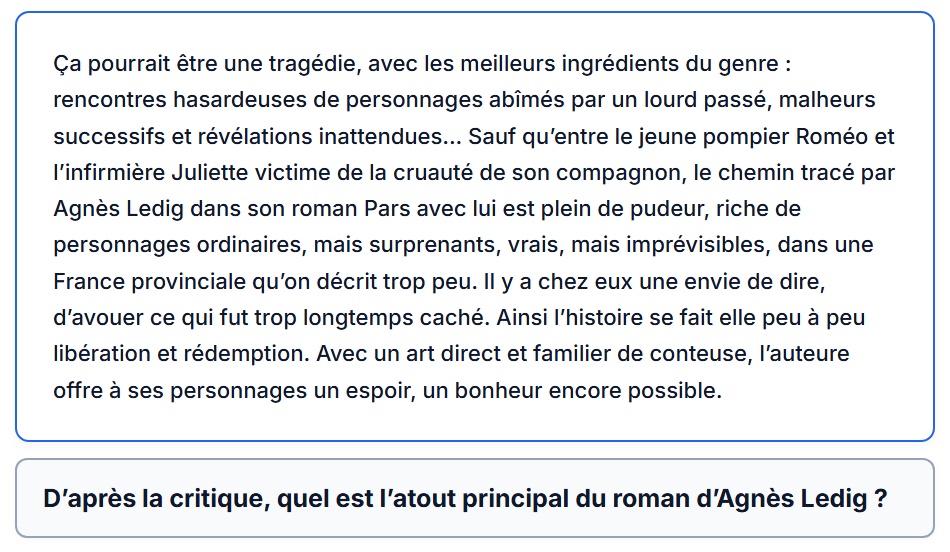 Ça pourrait être une tragédie, avec les meilleurs ingrédients du genre :
rencontres hasardeuses de personnages abîmés par un lourd passé, malheurs
successifs et révélations inattendues... Sauf qu’entre le jeune pompier Roméo et
l’infirmière Juliette victime de la cruauté de son compagnon, le chemin tracé par
Agnès Ledig dans son roman Pars avec lui est plein de pudeur, riche de
personnages ordinaires, mais surprenants, vrais, mais imprévisibles, dans une
France provinciale qu’on décrit trop peu. Il y a chez eux une envie de dire,
d’avouer ce qui fut trop longtemps caché. Ainsi l’histoire se fait elle peu à peu
libération et rédemption. Avec un art direct et familier de conteuse, l’auteure
offre à ses personnages un espoir, un bonheur encore possible.
D’après la critique, quel est l’atout principal du roman d’Agnès Ledig ?